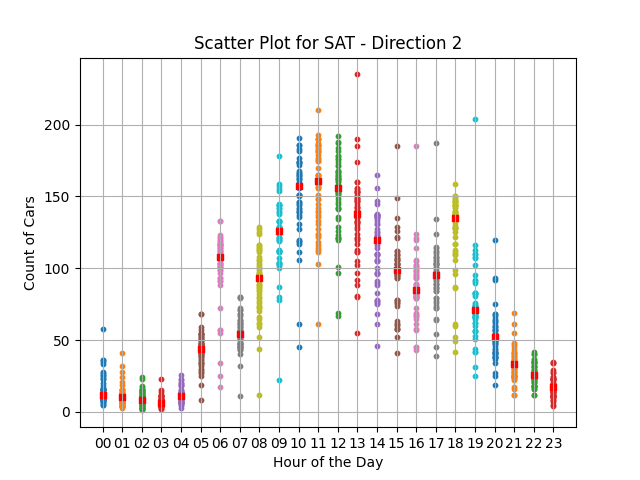 Scatter Plot for SAT - Direction 2
Count of Cars
200
150
100
50
0
00 01 02 03 04 05 06 07 08 09 10 11 12 13 14 15 16 17 18 19 20 21 22 23
Hour of the Day